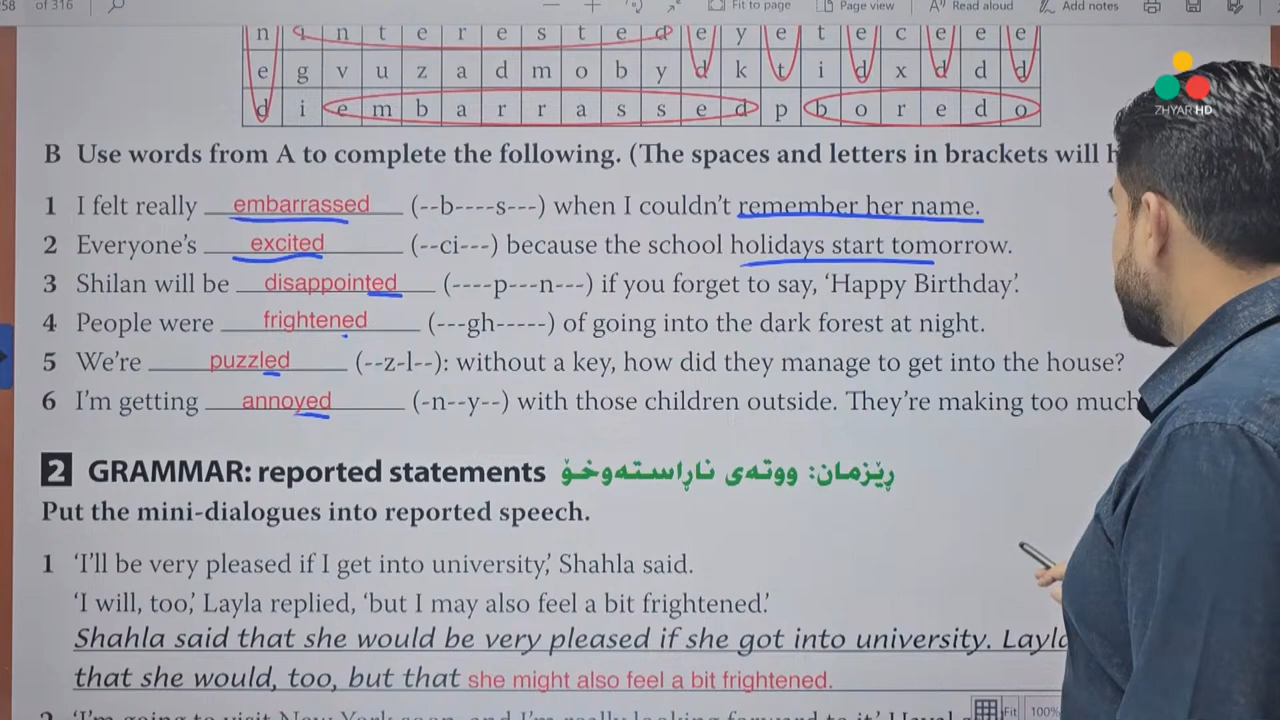 58 of 316 Fit to page Page view Read aloud Add notes
n i n t e r e s t e d e y e t e c e e e
e g v u z a d m o b y d k t i d x d d d
d i e m b a r r a s s e d p b o r e d o
ZHYAR HD
B Use words from A to complete the following. (The spaces and letters in brackets will
1 I felt really embarrassed (--b----s---) when I couldn't remember her name.
2 Everyone's excited (--ci---) because the school holidays start tomorrow.
3 Shilan will be disappointed (----p---n---) if you forget to say, 'Happy Birthday'.
4 People were frightened (---gh-----) of going into the dark forest at night.
5 We're puzzled (--z-l--): without a key, how did they manage to get into the house?
6 I'm getting annoyed (-n--y--) with those children outside. They're making too much
2 GRAMMAR: reported statements ڕێزمان: ووتەی ناڕاستەوخۆ
Put the mini-dialogues into reported speech.
1 'I'll be very pleased if I get into university,' Shahla said.
'I will, too,' Layla replied, 'but I may also feel a bit frightened.'
Shahla said that she would be very pleased if she got into university. Layla
that she would, too, but that she might also feel a bit frightened.
Fit 100%